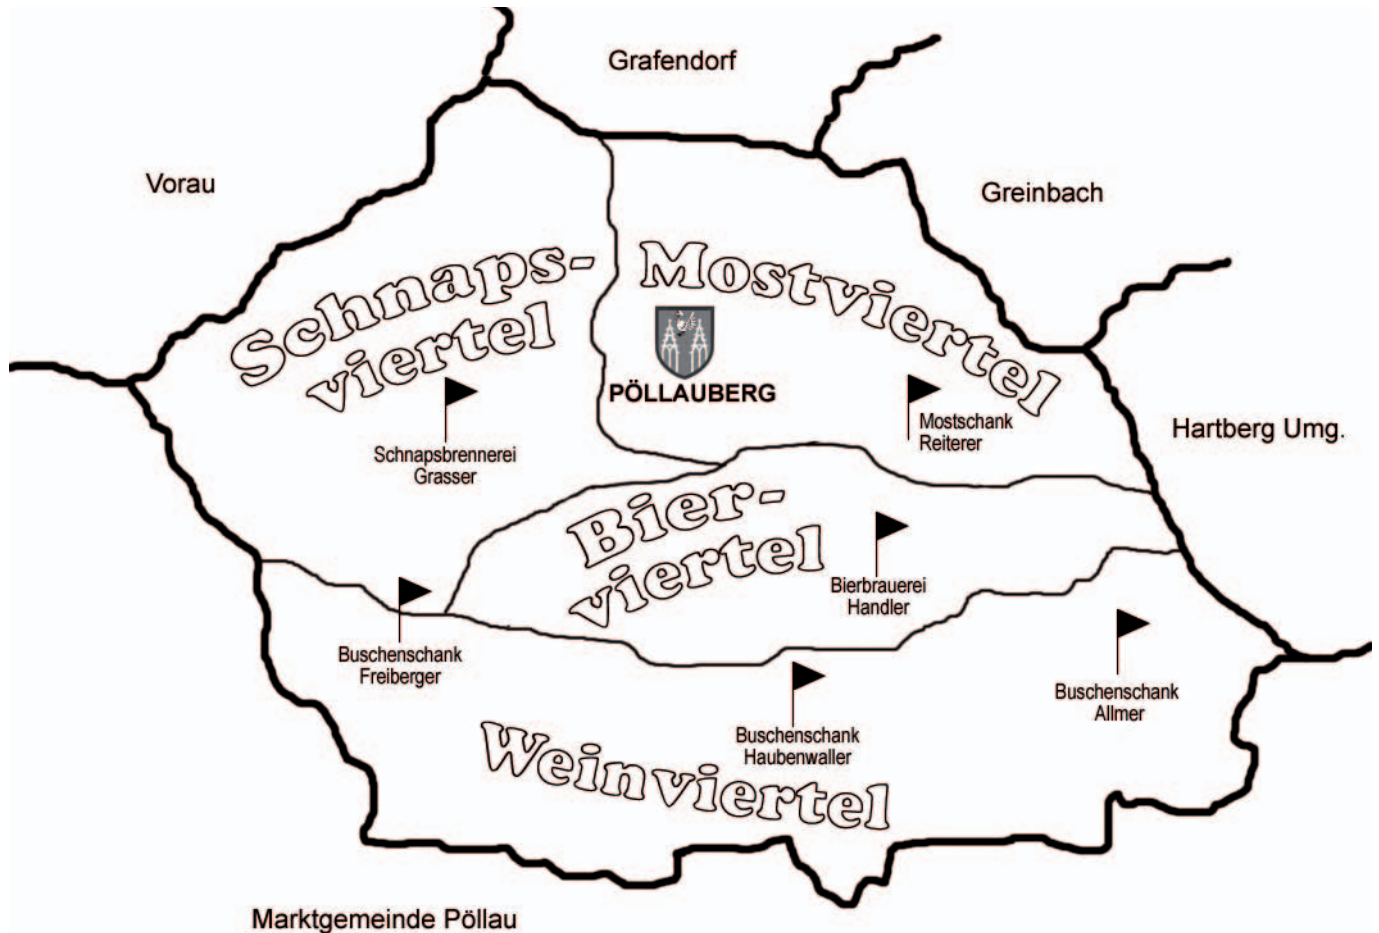 Grafendorf
Vorau
Greinbach
Schnaps-
viertel
Mostviertel
PÖLLAUBERG
Mostschank
Reiterer
Hartberg Umg.
Schnapsbrennerei
Grasser
Bier-
viertel
Bierbrauerei
Handler
Buschenschank
Freiberger
Buschenschank
Allmer
Buschenschank
Haubenwaller
Weinviertel
Marktgemeinde Pöllau